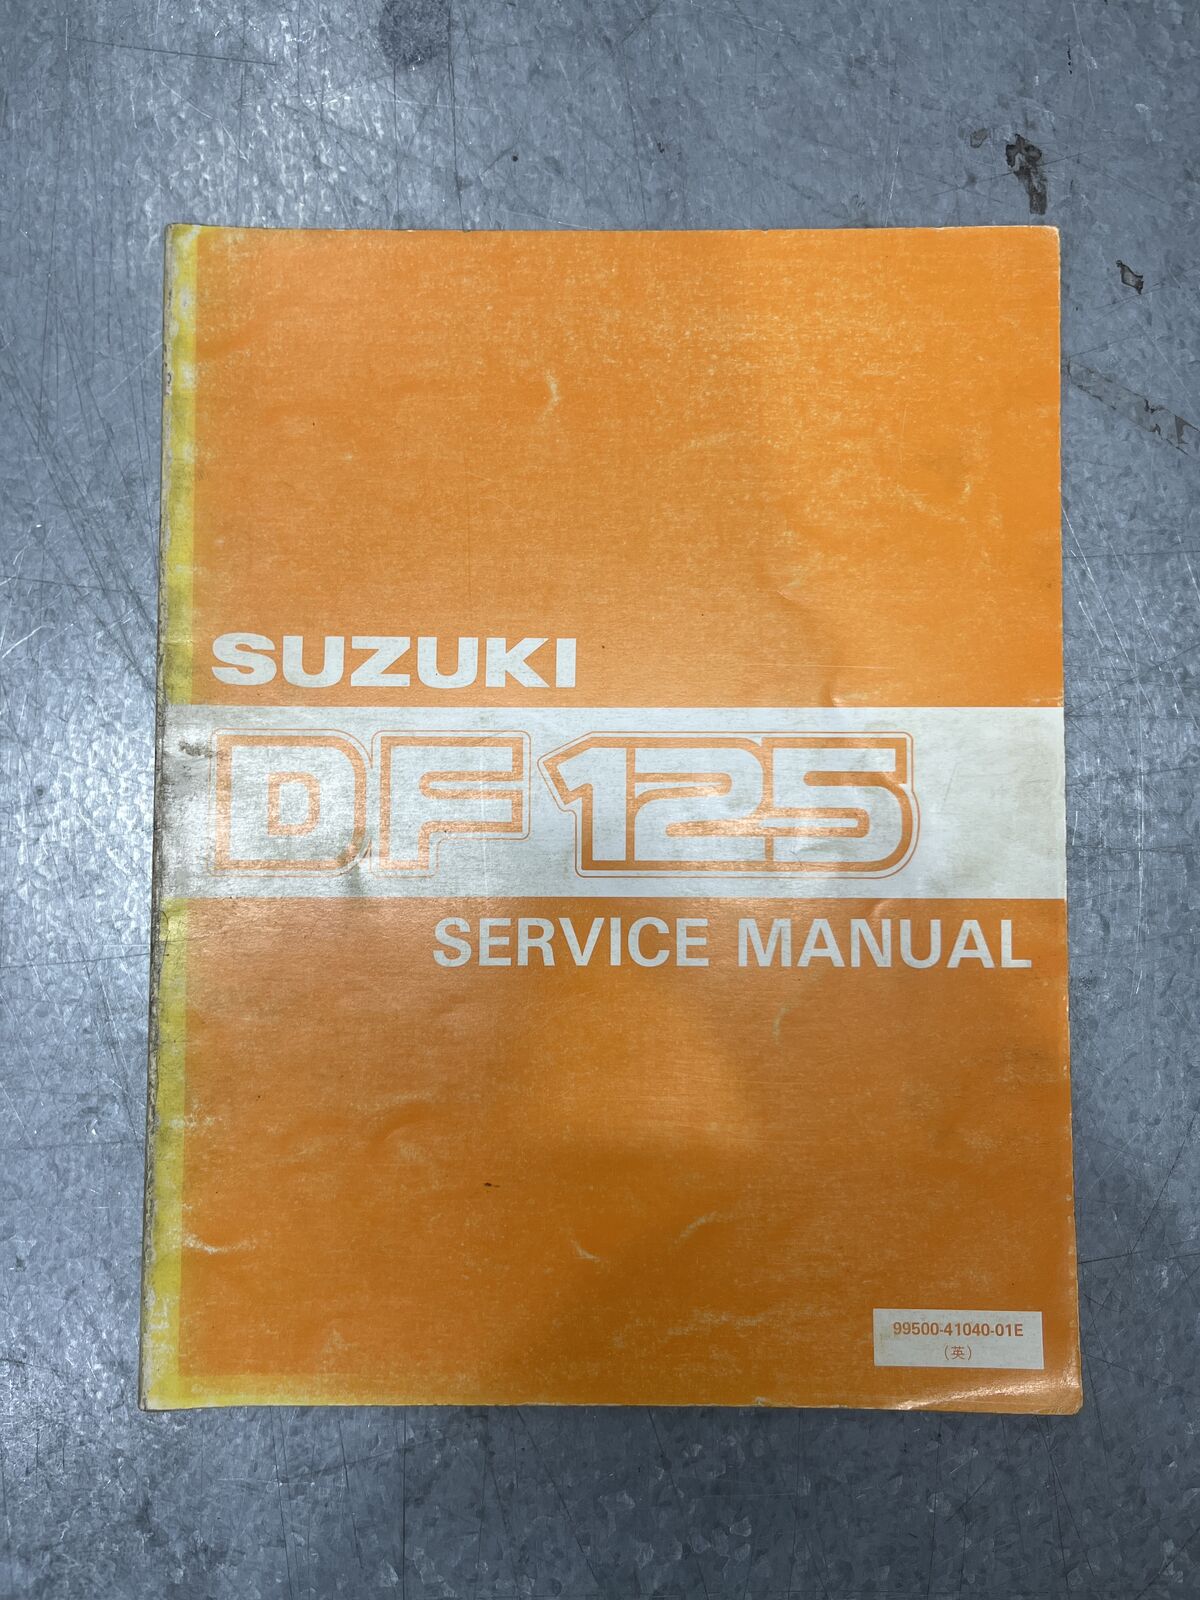 SUZUKI
DF125
SERVICE MANUAL
99500-41040-01E
(英)